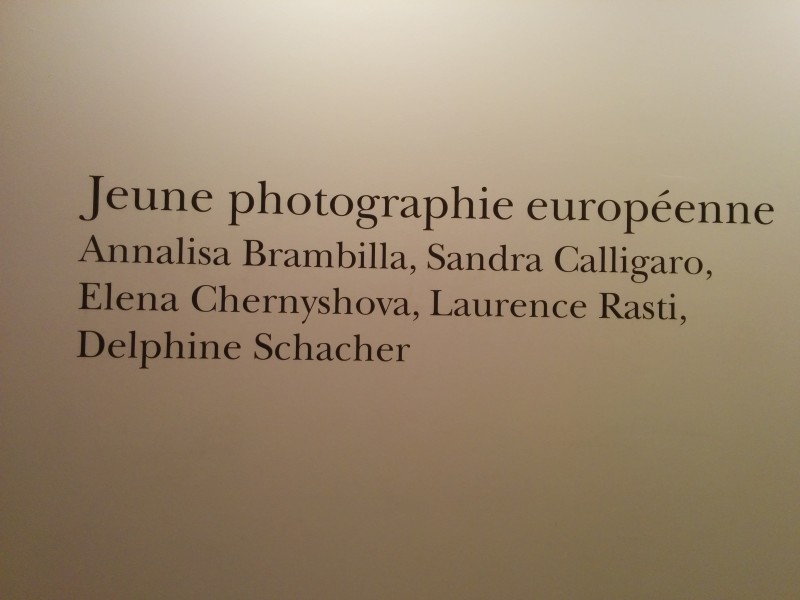 Jeune photographie européenne
Annalisa Brambilla, Sandra Calligaro,
Elena Chernyshova, Laurence Rasti,
Delphine Schacher